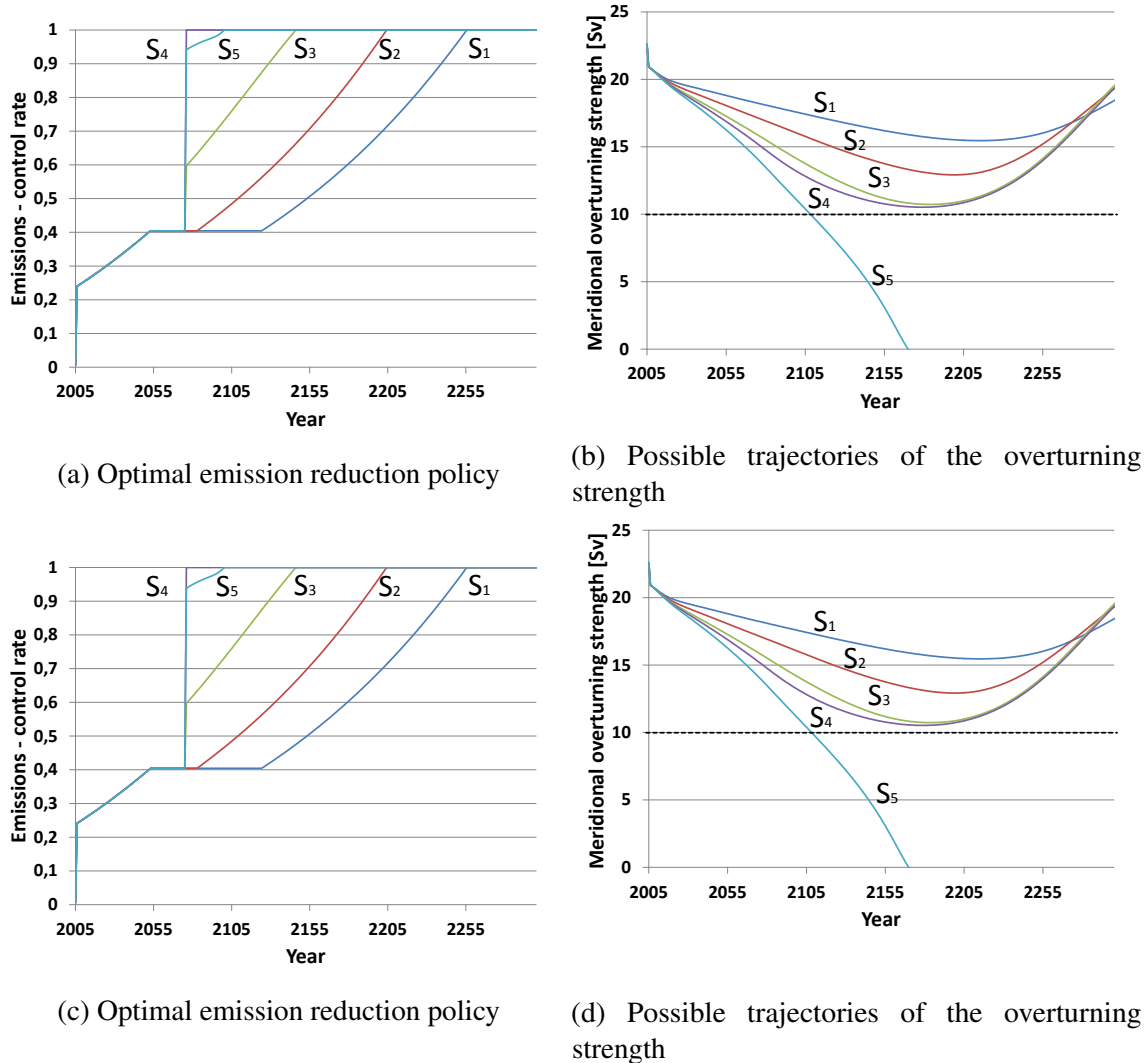 1
0,9
0,8
0,7
0,6
0,5
0,4
0,3
0,2
0,1
0
Emissions - control rate
S4 S5 S3 S2 S1
2005 2055 2105 2155 2205 2255
Year
(a) Optimal emission reduction policy
25
20
15
10
5
0
Meridional overturning strength [Sv]
S1
S2
S3
S4
S5
2005 2055 2105 2155 2205 2255
Year
(b) Possible trajectories of the overturning
strength
1
0,9
0,8
0,7
0,6
0,5
0,4
0,3
0,2
0,1
0
Emissions - control rate
S4 S5 S3 S2 S1
2005 2055 2105 2155 2205 2255
Year
(c) Optimal emission reduction policy
25
20
15
10
5
0
Meridional overturning strength [Sv]
S1
S2
S3
S4
S5
2005 2055 2105 2155 2205 2255
Year
(d) Possible trajectories of the overturning
strength